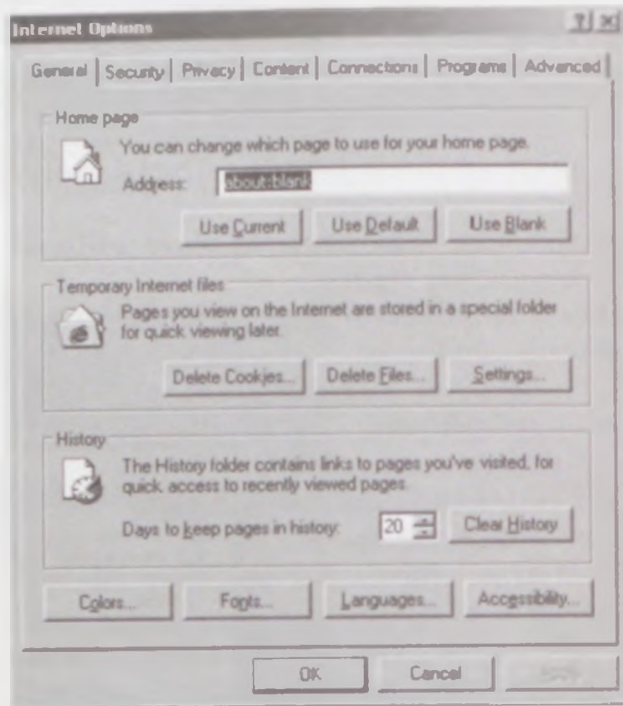 Internet Options
General Security Privacy Content Connections Programs Advanced
Home page
You can change which page to use for your home page.
Address: about:blank
Use Current Use Default Use Blank
Temporary Internet files
Pages you view on the Internet are stored in a special folder
for quick viewing later.
Delete Cookies... Delete Files... Settings...
History
The History folder contains links to pages you've visited, for
quick access to recently viewed pages.
Days to keep pages in history: 20 Clear History
Colors... Fonts... Languages... Accessibility...
OK Cancel